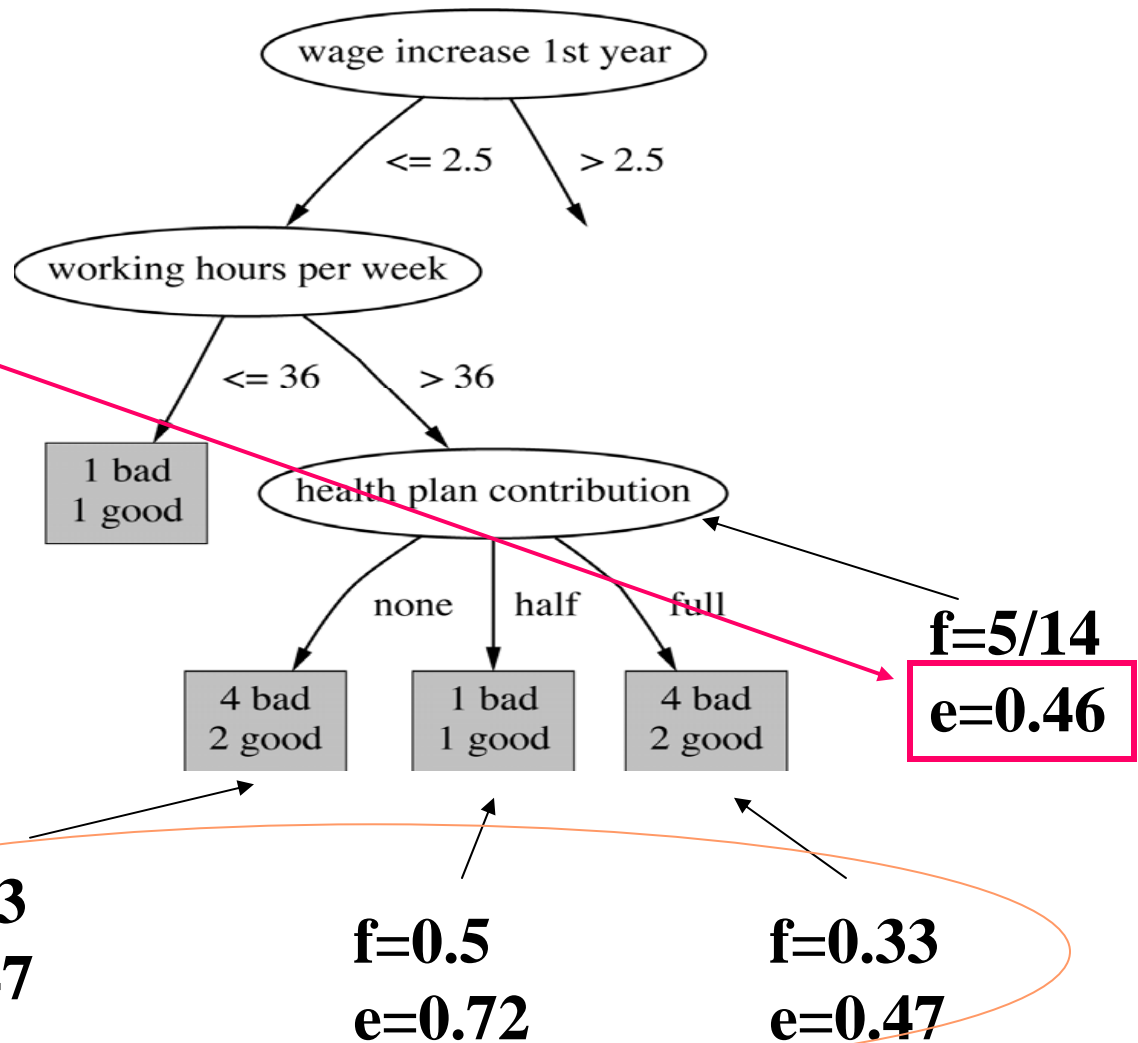 wage increase 1st year
<= 2.5
> 2.5
working hours per week
<= 36
> 36
1 bad
1 good
health plan contribution
none
half
full
f=5/14
e=0.46
4 bad
2 good
1 bad
1 good
4 bad
2 good
3
7
f=0.5
e=0.72
f=0.33
e=0.47